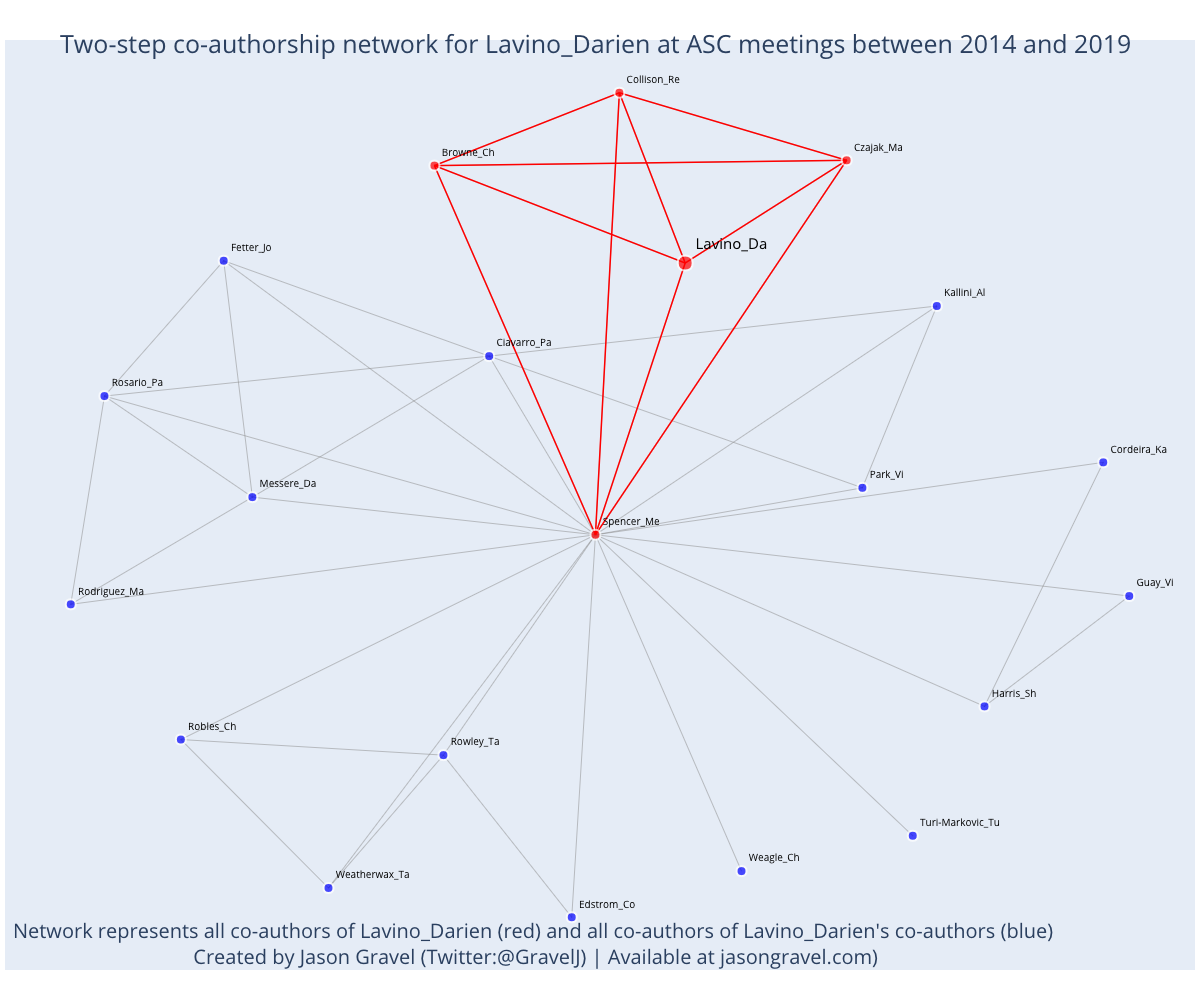 Two-step co-authorship network for Lavino_Darien at ASC meetings between 2014 and 2019
Collison_Re
Browne_Ch
Czajak_Ma
Lavino_Da
Fetter_Jo
Kallini_Al
Ciavarro_Pa
Rosario_Pa
Cordeira_Ka
Park_Vi
Messere_Da
Spencer_Me
Guay_Vi
Rodriguez_Ma
Harris_Sh
Robles_Ch
Rowley_Ta
Turi-Markovic_Tu
Weagle_Ch
Weatherwax_Ta
Edstrom_Co
Network represents all co-authors of Lavino_Darien (red) and all co-authors of Lavino_Darien's co-authors (blue)
Created by Jason Gravel (Twitter:@GravelJ) | Available at jasongravel.com)